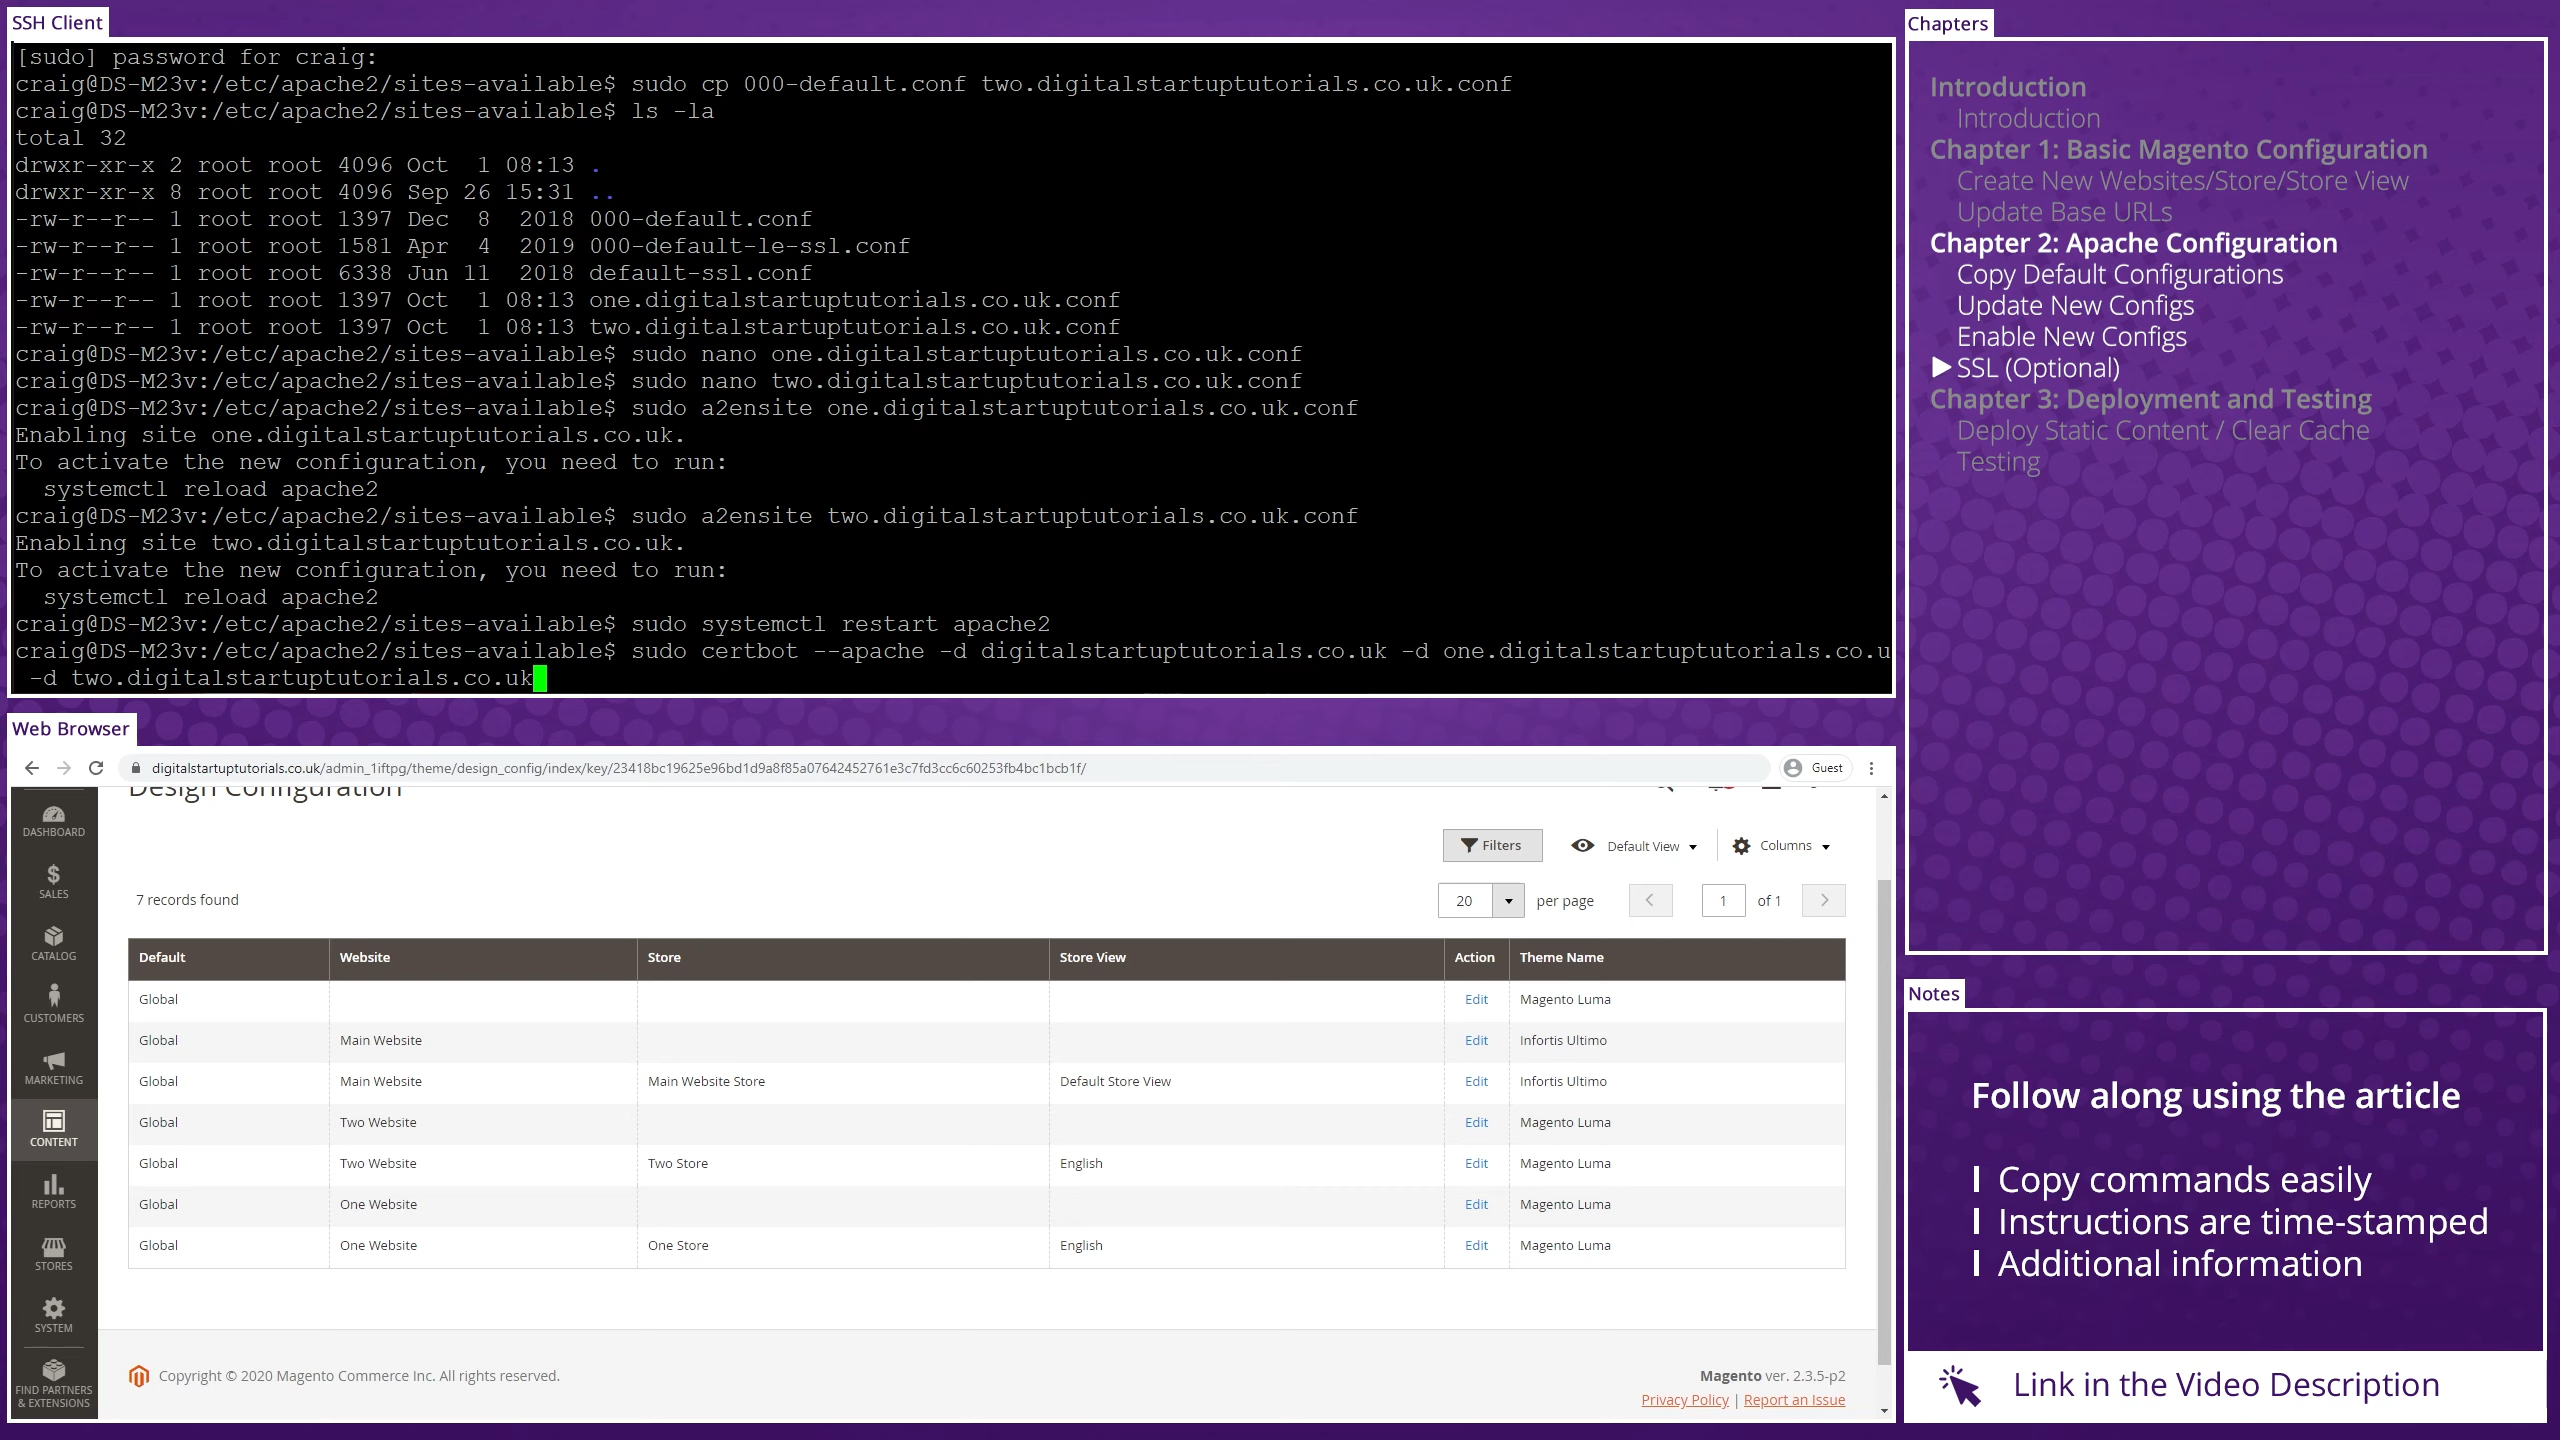 SSH Client
[sudo] password for craig:
craig@DS-M23v:/etc/apache2/sites-available$ sudo cp 000-default.conf two.digitalstartuptutorials.co.uk.conf
craig@DS-M23v:/etc/apache2/sites-available$ ls -la
total 32
drwxr-xr-x 2 root root 4096 Oct  1 08:13 .
drwxr-xr-x 8 root root 4096 Sep 26 15:31 ..
-rw-r--r-- 1 root root 1397 Dec  8  2018 000-default.conf
-rw-r--r-- 1 root root 1581 Apr  4  2019 000-default-le-ssl.conf
-rw-r--r-- 1 root root 6338 Jun 11  2018 default-ssl.conf
-rw-r--r-- 1 root root 1397 Oct  1 08:13 one.digitalstartuptutorials.co.uk.conf
-rw-r--r-- 1 root root 1397 Oct  1 08:13 two.digitalstartuptutorials.co.uk.conf
craig@DS-M23v:/etc/apache2/sites-available$ sudo nano one.digitalstartuptutorials.co.uk.conf
craig@DS-M23v:/etc/apache2/sites-available$ sudo nano two.digitalstartuptutorials.co.uk.conf
craig@DS-M23v:/etc/apache2/sites-available$ sudo a2ensite one.digitalstartuptutorials.co.uk.conf
Enabling site one.digitalstartuptutorials.co.uk.
To activate the new configuration, you need to run:
  systemctl reload apache2
craig@DS-M23v:/etc/apache2/sites-available$ sudo a2ensite two.digitalstartuptutorials.co.uk.conf
Enabling site two.digitalstartuptutorials.co.uk.
To activate the new configuration, you need to run:
  systemctl reload apache2
craig@DS-M23v:/etc/apache2/sites-available$ sudo systemctl restart apache2
craig@DS-M23v:/etc/apache2/sites-available$ sudo certbot --apache -d digitalstartuptutorials.co.uk -d one.digitalstartuptutorials.co.u
 -d two.digitalstartuptutorials.co.uk
Web Browser
digitalstartuptutorials.co.uk/admin_1iftpg/theme/design_config/index/key/23418bc19625e96bd1d9a8f85a07642452761e3c7fd3cc6c60253fb4bc1bcb1f/
Guest
Design Configuration
DASHBOARD
SALES
CATALOG
CUSTOMERS
MARKETING
CONTENT
REPORTS
STORES
SYSTEM
FIND PARTNERS
& EXTENSIONS
Filters Default View Columns
7 records found 20 per page 1 of 1
Default Website Store Store View Action Theme Name
Global Edit Magento Luma
Global Main Website Edit Infortis Ultimo
Global Main Website Main Website Store Default Store View Edit Infortis Ultimo
Global Two Website Edit Magento Luma
Global Two Website Two Store English Edit Magento Luma
Global One Website Edit Magento Luma
Global One Website One Store English Edit Magento Luma
Copyright © 2020 Magento Commerce Inc. All rights reserved.
Magento ver. 2.3.5-p2
Privacy Policy | Report an Issue
Chapters
Introduction
Introduction
Chapter 1: Basic Magento Configuration
Create New Websites/Store/Store View
Update Base URLs
Chapter 2: Apache Configuration
Copy Default Configurations
Update New Configs
Enable New Configs
SSL (Optional)
Chapter 3: Deployment and Testing
Deploy Static Content / Clear Cache
Testing
Notes
Follow along using the article
Copy commands easily
Instructions are time-stamped
Additional information
Link in the Video Description